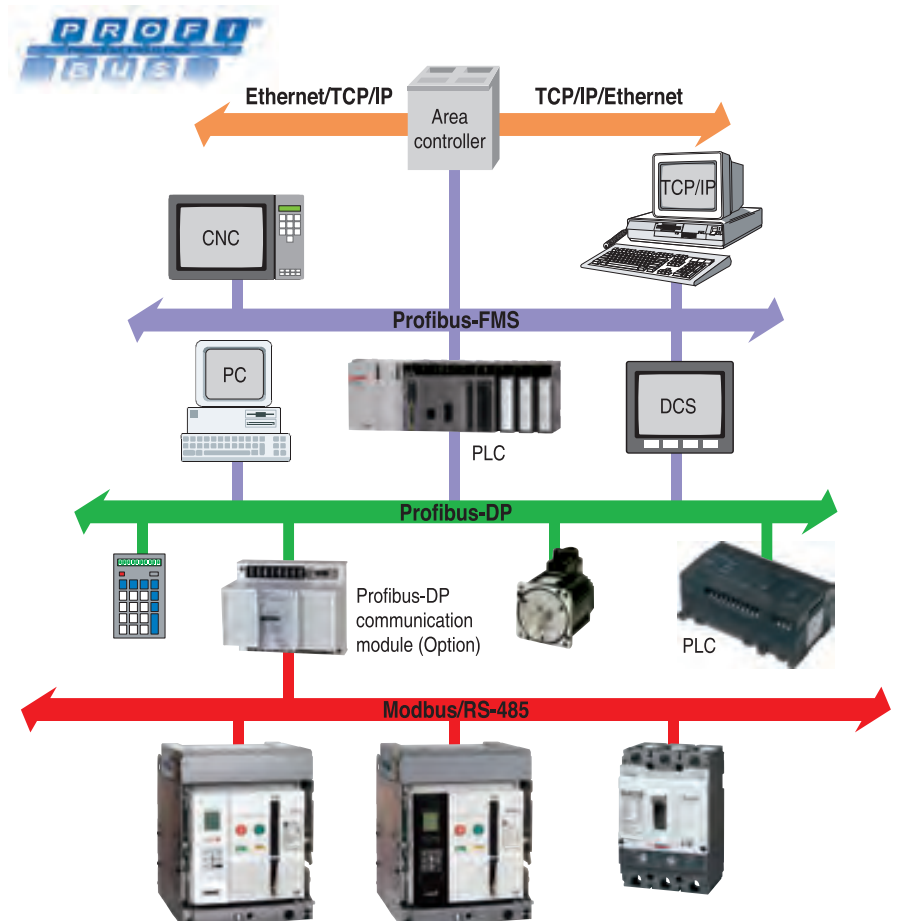 PROFI
BUS
Ethernet/TCP/IP
TCP/IP/Ethernet
Area
controller
TCP/IP
CNC
Profibus-FMS
PC
DCS
PLC
Profibus-DP
Profibus-DP
communication
module (Option)
PLC
Modbus/RS-485